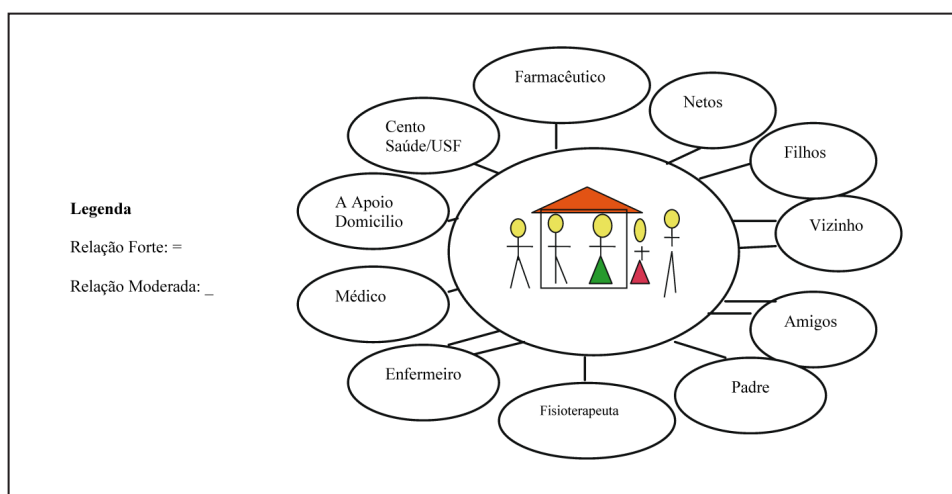 Farmacêutico
Netos
Cento
Saúde/USF
Filhos
A Apoio
Domicilio
Legenda
Vizinho
Relação Forte: =
Relação Moderada: _
Médico
Amigos
Enfermeiro
Padre
Fisioterapeuta